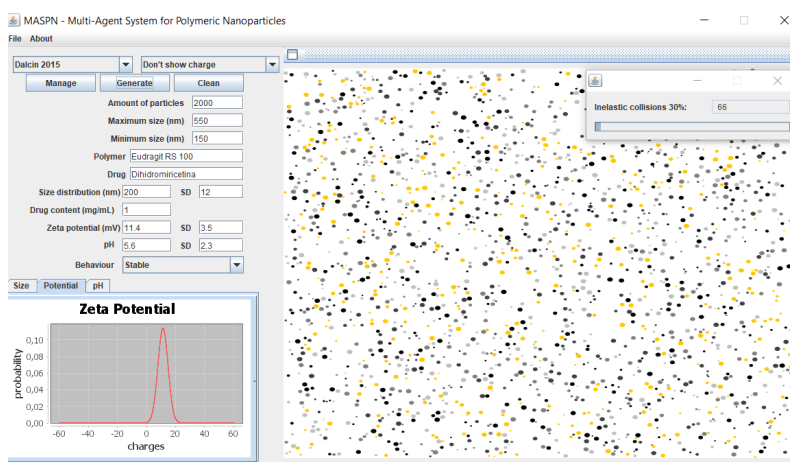 MASPN - Multi-Agent System for Polymeric Nanoparticles
File About
Dalcin 2015 Don't show charge
Manage Generate Clean
Amount of particles 2000
Maximum size (nm) 550
Minimum size (nm) 150
Polymer Eudragit RS 100
Drug Dihidromiricetina
Size distribution (nm) 200 SD 12
Drug content (mg/mL) 1
Zeta potential (mV) 11.4 SD 3.5
pH 5.6 SD 2.3
Behaviour Stable
Size Potential pH
Zeta Potential
probability
0,10
0,08
0,06
0,04
0,02
0,00
-60 -40 -20 0 20 40 60
charges
Inelastic collisions 30%: 66